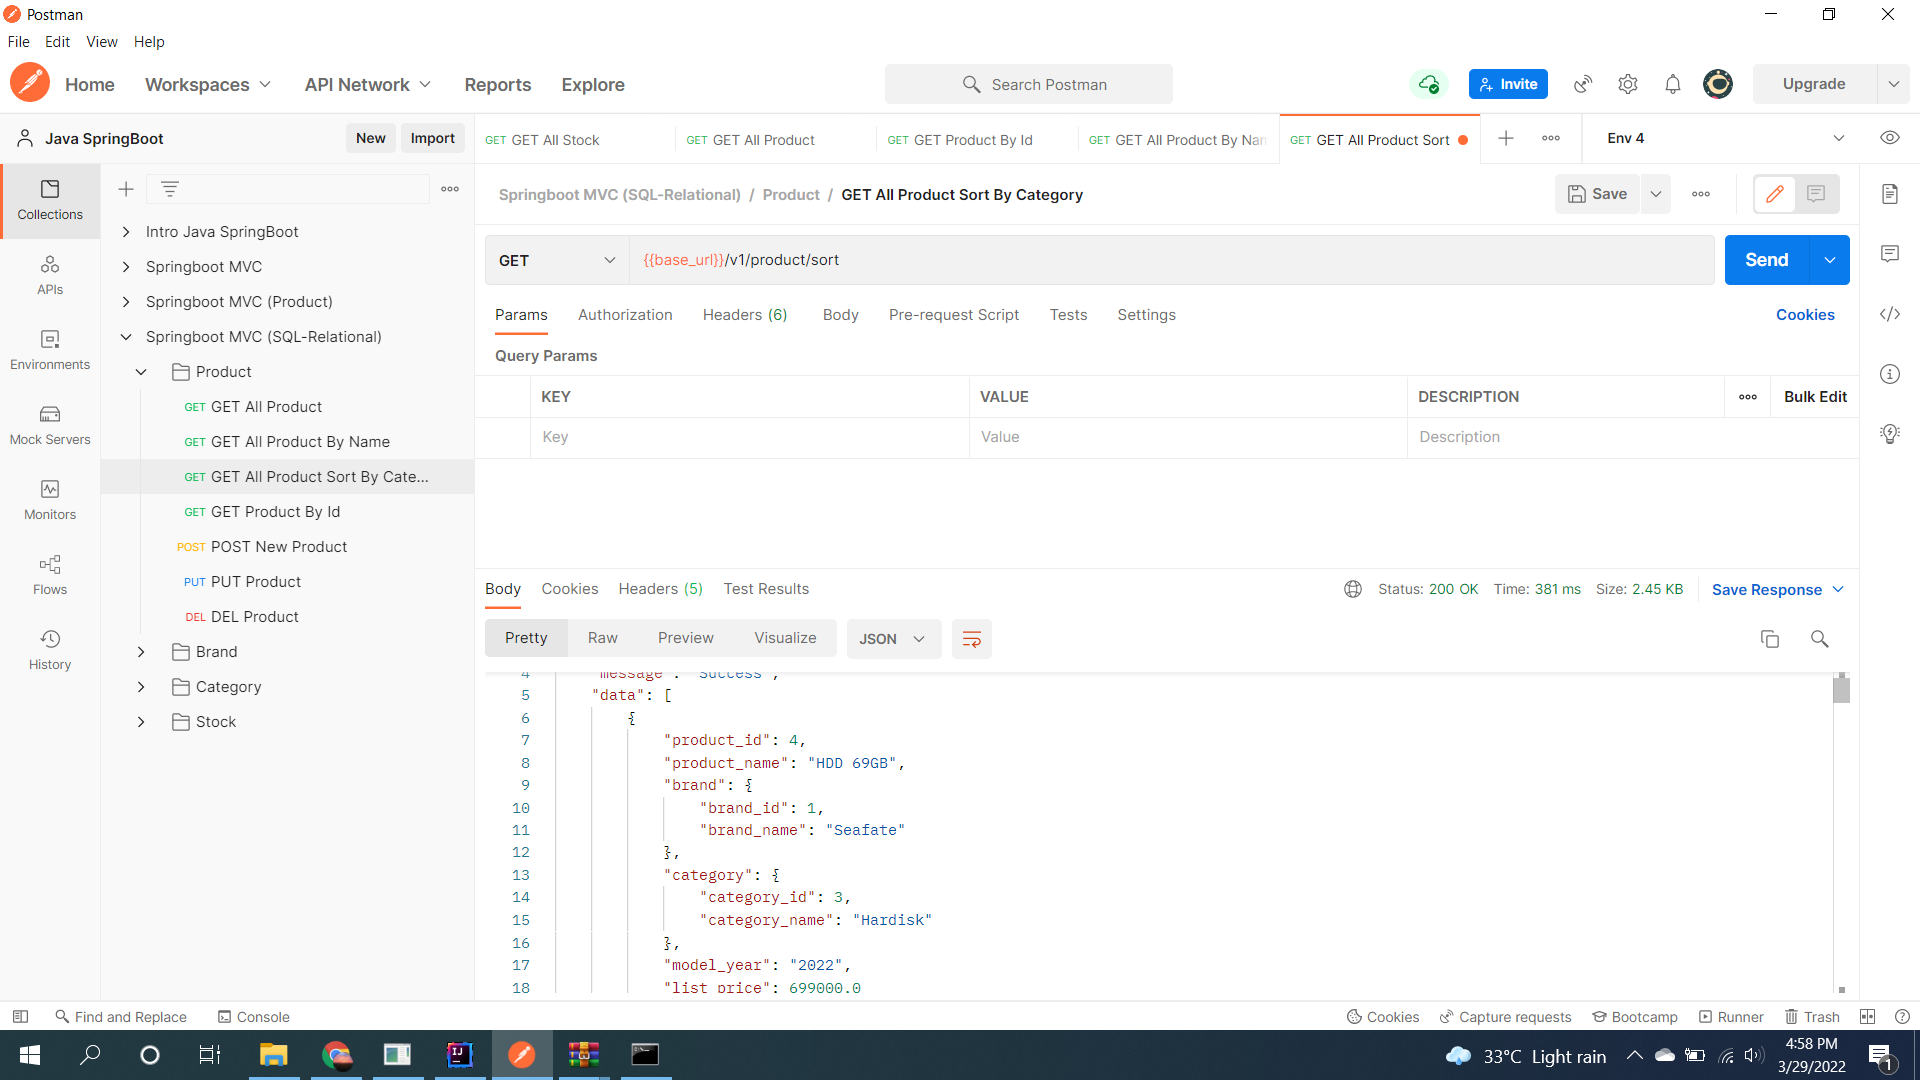 Postman
File Edit View Help
Home Workspaces API Network Reports Explore Search Postman Invite Upgrade
Java SpringBoot New Import
GET GET All Stock GET GET All Product GET GET Product By Id GET GET All Product By Nan GET GET All Product Sort Env 4
Collections
APIs
Environments
Mock Servers
Monitors
Flows
History
Intro Java SpringBoot
Springboot MVC
Springboot MVC (Product)
Springboot MVC (SQL-Relational)
Product
GET GET All Product
GET GET All Product By Name
GET GET All Product Sort By Cate...
GET GET Product By Id
POST POST New Product
PUT PUT Product
DEL DEL Product
Brand
Category
Stock
Springboot MVC (SQL-Relational) / Product / GET All Product Sort By Category Save
GET {{base_url}}/v1/product/sort Send
Params Authorization Headers (6) Body Pre-request Script Tests Settings Cookies
Query Params
KEY VALUE DESCRIPTION Bulk Edit
Key Value Description
Body Cookies Headers (5) Test Results Status: 200 OK Time: 381 ms Size: 2.45 KB Save Response
Pretty Raw Preview Visualize JSON
4 "message": "Success",
5 "data": [
6 {
7 "product_id": 4,
8 "product_name": "HDD 69GB",
9 "brand": {
10 "brand_id": 1,
11 "brand_name": "Seafate"
12 },
13 "category": {
14 "category_id": 3,
15 "category_name": "Hardisk"
16 },
17 "model_year": "2022",
18 "list_price": 699000.0
Find and Replace Console Cookies Capture requests Bootcamp Runner Trash
33°C Light rain 4:58 PM
3/29/2022 1